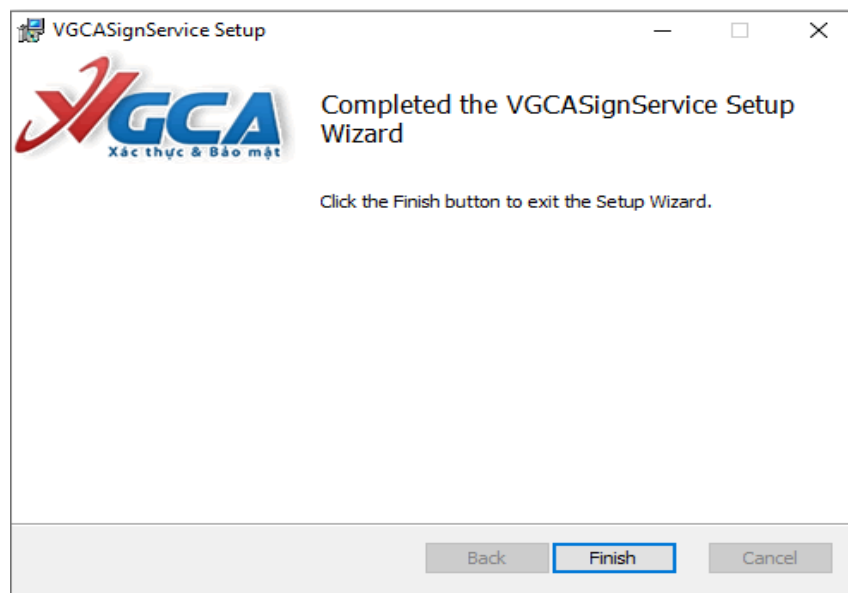 VGCASignService Setup
VGCA
Xác thực & Bảo mật
Completed the VGCASignService Setup
Wizard
Click the Finish button to exit the Setup Wizard.
Back
Finish
Cancel